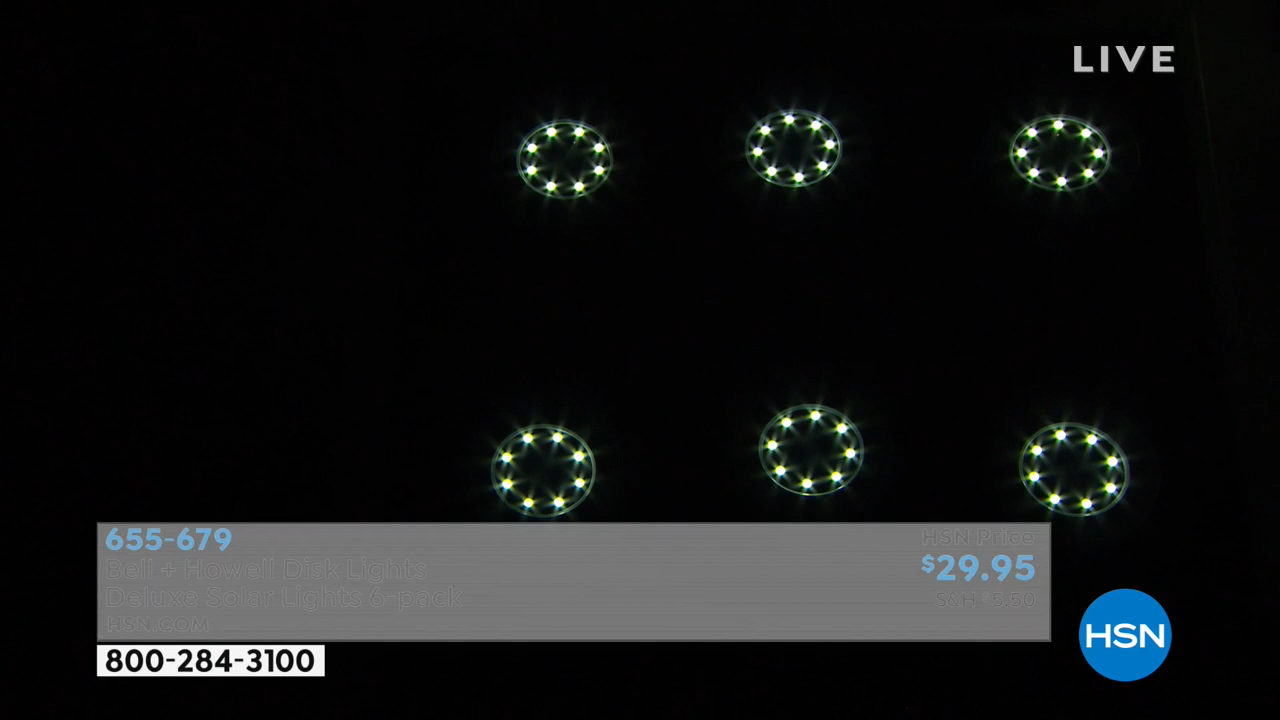 LIVE
655-679
Bell + Howell Disk Lights
Deluxe Solar Lights 6-pack
HSN.COM
HSN Price
$29.95
S&H 5.50
800-284-3100
HSN